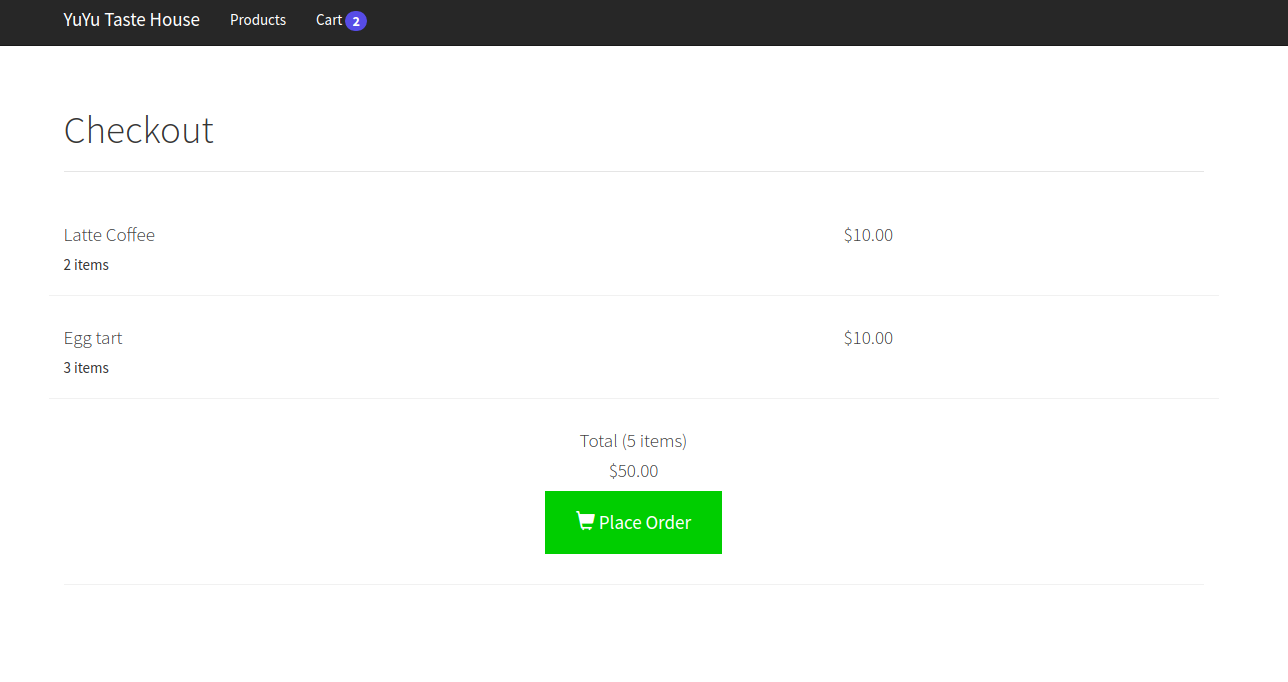 YuYu Taste House Products Cart 2
Checkout
Latte Coffee $10.00
2 items
Egg tart $10.00
3 items
Total (5 items)
$50.00
Place Order